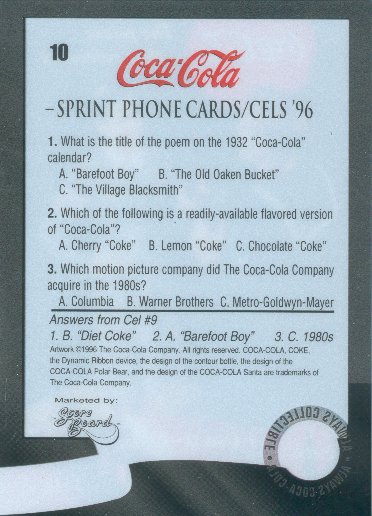 10
Coca-Cola
–SPRINT PHONE CARDS/CELS '96
1. What is the title of the poem on the 1932 "Coca-Cola"
calendar?
A. "Barefoot Boy" B. "The Old Oaken Bucket"
C. "The Village Blacksmith"
2. Which of the following is a readily-available flavored version
of "Coca-Cola"?
A. Cherry "Coke" B. Lemon "Coke" C. Chocolate "Coke"
3. Which motion picture company did The Coca-Cola Company
acquire in the 1980s?
A. Columbia B. Warner Brothers C. Metro-Goldwyn-Mayer
Answers from Cel #9
1. B. "Diet Coke" 2. A. "Barefoot Boy" 3. C. 1980s
Artwork ©1996 The Coca-Cola Company. All rights reserved. COCA-COLA, COKE,
the Dynamic Ribbon device, the design of the contour bottle, the design of the
COCA-COLA Polar Bear, and the design of the COCA-COLA Santa are trademarks of
The Coca-Cola Company.
Marketed by:
Score
Board
ALWAYS COLLECTIBLE • ALWAYS COCA-COLA •